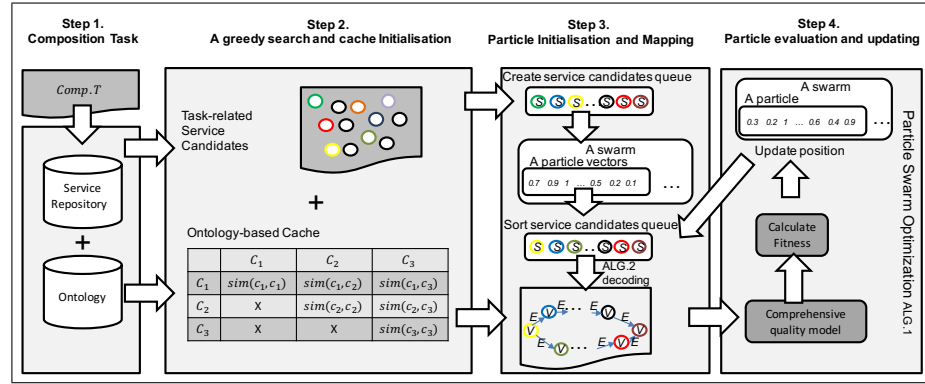 Step 1.
Composition Task
Step 2.
A greedy search and cache Initialisation
Step 3.
Particle Initialisation and Mapping
Step 4.
Particle evaluation and updating
Comp.T
Service
Repository
+
Ontology
Task-related
Service
Candidates
+
Ontology-based Cache
C₁ C₂ C₃
C₁ sim(c₁,c₁) sim(c₁,c₂) sim(c₁,c₃)
C₂ X sim(c₂,c₂) sim(c₂,c₃)
C₃ X X sim(c₃,c₃)
Create service candidates queue
S S S .. S S S
A swarm
A particle vectors
0.7 0.9 1 ... 0.5 0.2 0.1
...
Sort service candidates queue
S S S .. S S S
ALG.2
decoding
V E V E ... V E V
E V ... V E
A swarm
A particle
0.3 0.2 1 ... 0.6 0.4 0.9
...
Update position
Calculate
Fitness
Comprehensive
quality model
Particle Swarm Optimization ALG.1